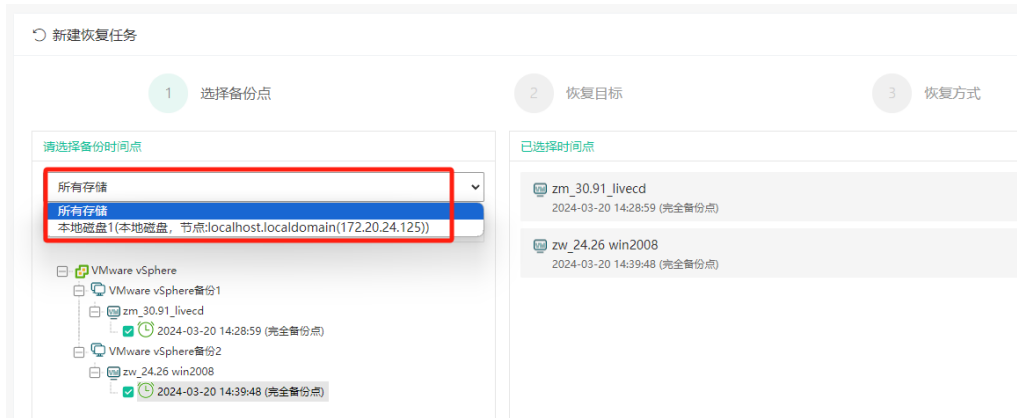 新建恢复任务
1 选择备份点
2 恢复目标
3 恢复方式
请选择备份时间点
所有存储
所有存储
本地磁盘1(本地磁盘，节点:localhost.localdomain(172.20.24.125))
VMware vSphere
VMware vSphere备份1
zm_30.91_livecd
2024-03-20 14:28:59 (完全备份点)
VMware vSphere备份2
zw_24.26 win2008
2024-03-20 14:39:48 (完全备份点)
已选择时间点
zm_30.91_livecd
2024-03-20 14:28:59 (完全备份点)
zw_24.26 win2008
2024-03-20 14:39:48 (完全备份点)